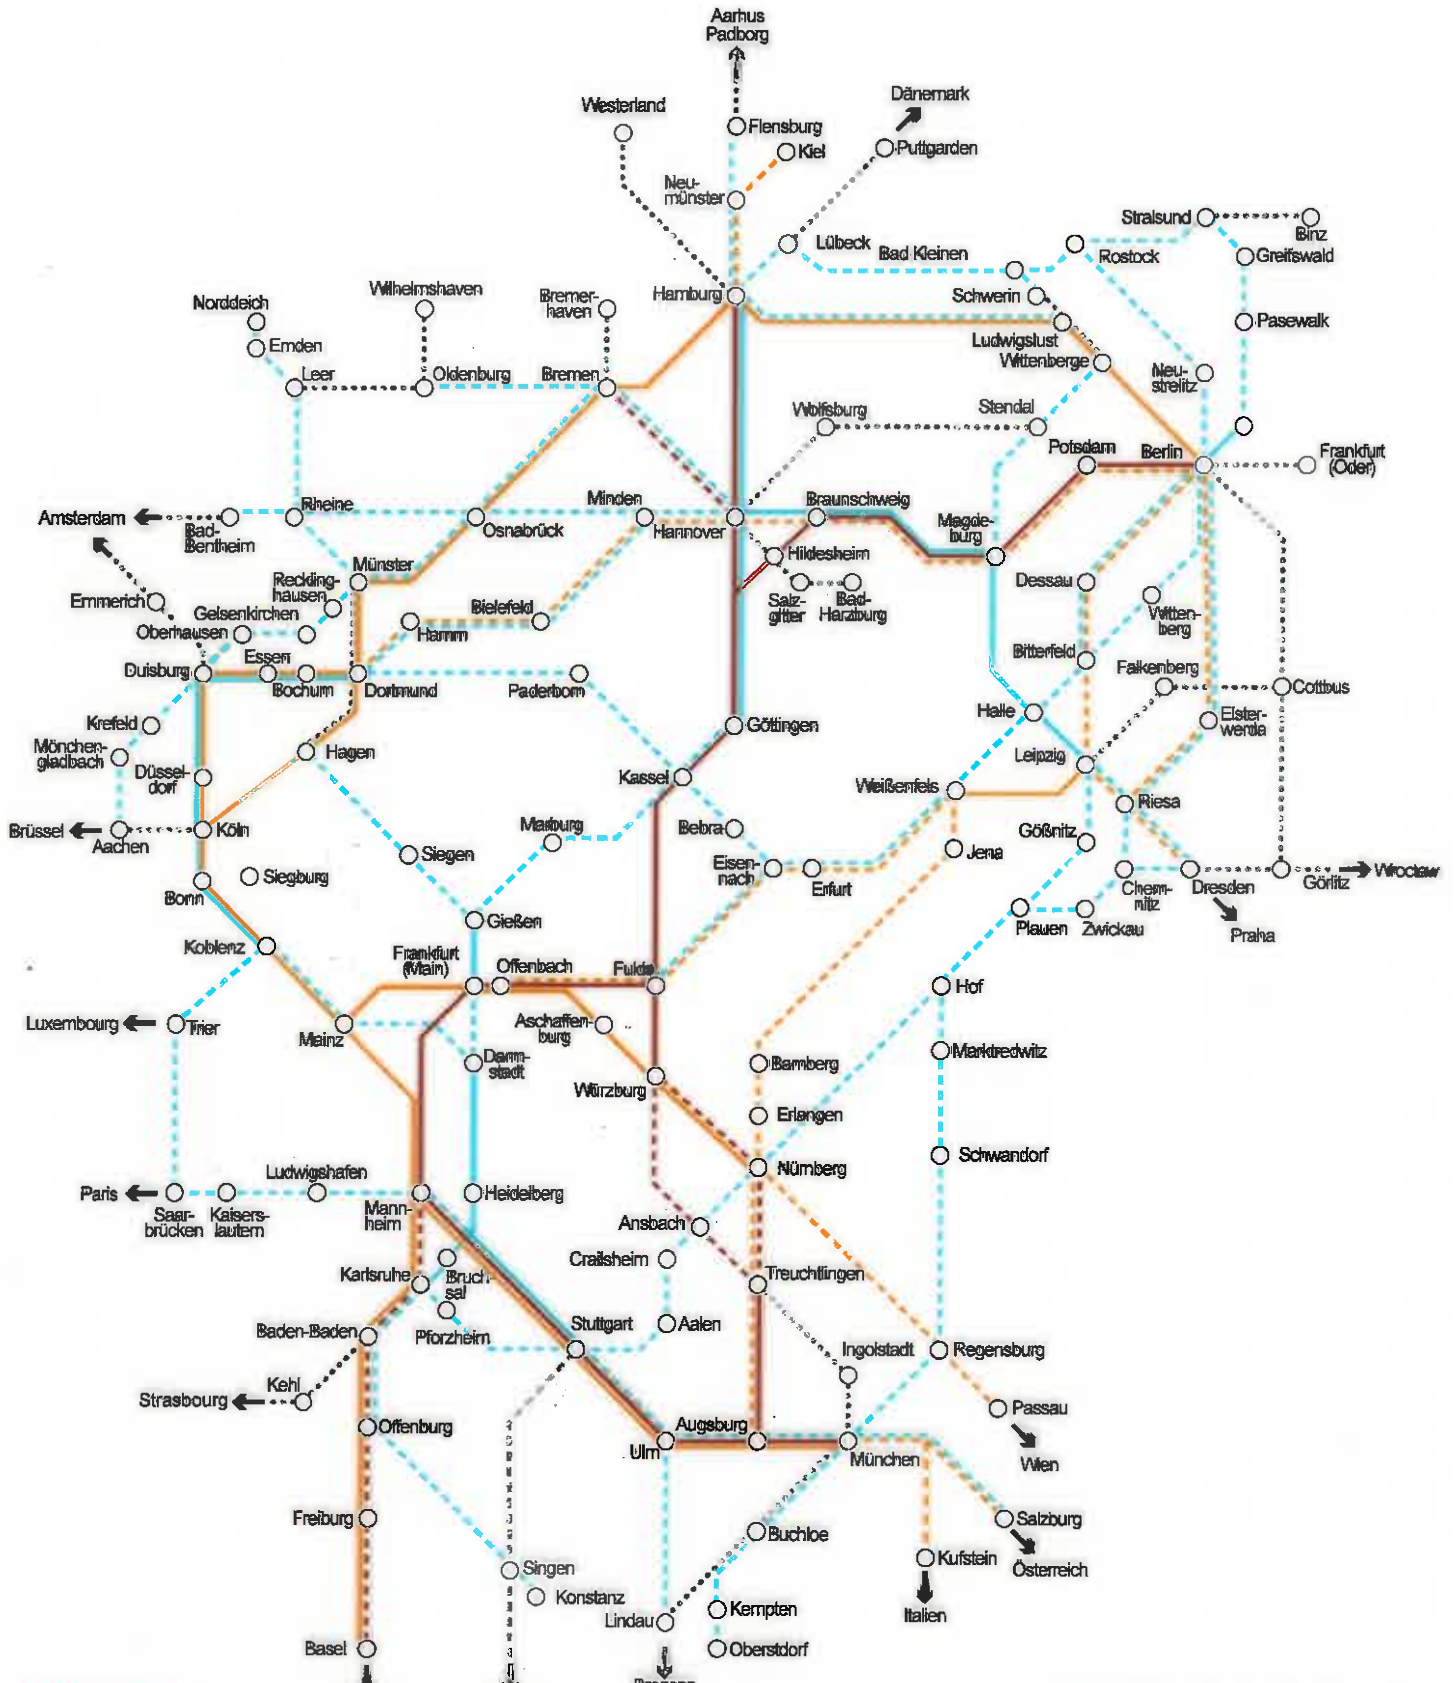 Aarhus
Padborg
Dänemark
Westerland
Flensburg
Kiel
Puttgarden
Neu-
münster
Lübeck
Stralsund
Binz
Bad Kleinen
Rostock
Greifswald
Norddeich
Wilhelmshaven
Bremer-
haven
Hamburg
Schwerin
Emden
Pasewalk
Ludwigslust
Wittenberge
Leer
Oldenburg
Bremen
Neu-
strelitz
Wolfsburg
Stendal
Potsdam
Berlin
Frankfurt
(Oder)
Amsterdam
Bad-
Bentheim
Rheine
Osnabrück
Minden
Hannover
Braunschweig
Magde-
burg
Münster
Hildesheim
Reckling-
hausen
Emmerich
Gelsenkirchen
Bielefeld
Salz-
gitter
Bad-
Harzburg
Dessau
Witten-
berg
Oberhausen
Hamm
Bitterfeld
Duisburg
Essen
Bochum
Dortmund
Paderborn
Falkenberg
Cottbus
Krefeld
Göttingen
Halle
Elster-
werda
Mönchen-
gladbach
Hagen
Düssel-
dorf
Kassel
Leipzig
Weißenfels
Riesa
Brüssel
Aachen
Köln
Marburg
Bebra
Gößnitz
Siegen
Jena
Siegburg
Eisen-
nach
Erfurt
Chem-
nitz
Dresden
Görlitz
Wroctaw
Bonn
Gießen
Plauen
Zwickau
Praha
Koblenz
Frankfurt
(Main)
Offenbach
Fulda
Hof
Luxembourg
Trier
Mainz
Aschaffen-
burg
Darm-
stadt
Bamberg
Marktredwitz
Würzburg
Erlangen
Schwandorf
Paris
Saar-
brücken
Kaisers-
lautern
Ludwigshafen
Mann-
heim
Heidelberg
Nürnberg
Ansbach
Crailsheim
Karlsruhe
Bruch-
sal
Treuchtlingen
Baden-Baden
Pforzheim
Stuttgart
Aalen
Ingolstadt
Regensburg
Kehl
Strasbourg
Passau
Offenburg
Ulm
Augsburg
München
Wien
Freiburg
Buchloe
Salzburg
Österreich
Singen
Konstanz
Kufstein
Italien
Lindau
Kempten
Basel
Oberstdorf